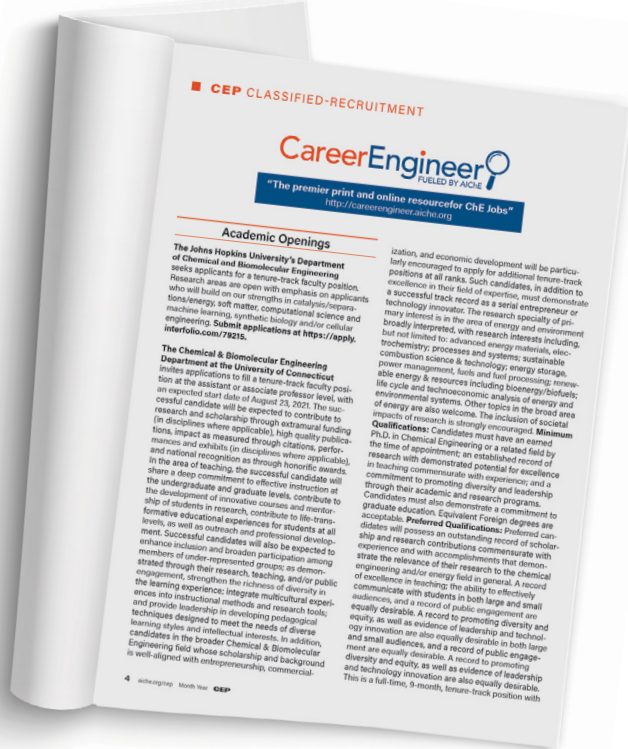 CEP CLASSIFIED-RECRUITMENT
CareerEngineer
FUELED BY AIChE
"The premier print and online resourcefor ChE Jobs"
http://careerengineer.aiche.org
Academic Openings
The Johns Hopkins University's Department
of Chemical and Biomolecular Engineering
seeks applicants for a tenure-track faculty position.
Research areas are open with emphasis on applicants
who will build on our strengths in catalysis/separa-
tions/energy, soft matter, computational science and
machine learning, synthetic biology and/or cellular
engineering. Submit applications at https://apply.
interfolio.com/79215.
The Chemical & Biomolecular Engineering
Department at the University of Connecticut
invites applications to fill a tenure-track faculty posi-
tion at the assistant or associate professor level, with
an expected start date of August 23, 2021. The suc-
cessful candidate will be expected to contribute to
research and scholarship through extramural funding
(in disciplines where applicable), high quality publica-
tions, impact as measured through citations, perfor-
mances and exhibits (in disciplines where applicable),
and national recognition as through honorific awards.
In the area of teaching, the successful candidate will
share a deep commitment to effective instruction at
the undergraduate and graduate levels, contribute to
the development of innovative courses and mentor-
ship of students in research, contribute to life-trans-
formative educational experiences for students at all
levels, as well as outreach and professional develop-
ment. Successful candidates will also be expected to
enhance inclusion and broaden participation among
members of under-represented groups; as demon-
strated through their research, teaching, and/or public
engagement, strengthen the richness of diversity in
the learning experience; integrate multicultural experi-
ences into instructional methods and research tools;
and provide leadership in developing pedagogical
techniques designed to meet the needs of diverse
learning styles and intellectual interests. In addition,
candidates in the broader Chemical & Biomolecular
Engineering field whose scholarship and background
is well-aligned with entrepreneurship, commercial-
ization, and economic development will be particu-
larly encouraged to apply for additional tenure-track
positions at all ranks. Such candidates, in addition to
excellence in their field of expertise, must demonstrate
a successful track record as a serial entrepreneur or
technology innovator. The research specialty of pri-
mary interest is in the area of energy and environment
broadly interpreted, with research interests including,
but not limited to: advanced energy materials, elec-
trochemistry; processes and systems; sustainable
combustion science & technology; energy storage,
power management, fuels and fuel processing; renew-
able energy & resources including bioenergy/biofuels;
life cycle and technoeconomic analysis of energy and
environmental systems. Other topics in the broad area
of energy are also welcome. The inclusion of societal
impacts of research is strongly encouraged. Minimum
Qualifications: Candidates must have an earned
Ph.D. in Chemical Engineering or a related field by
the time of appointment; an established record of
research with demonstrated potential for excellence
in teaching commensurate with experience; and a
commitment to promoting diversity and leadership
through their academic and research programs.
Candidates must also demonstrate a commitment to
graduate education. Equivalent Foreign degrees are
acceptable. Preferred Qualifications: Preferred can-
didates will possess an outstanding record of scholar-
ship and research contributions commensurate with
experience and with accomplishments that demon-
strate the relevance of their research to the chemical
engineering and/or energy field in general. A record
of excellence in teaching; the ability to effectively
communicate with students in both large and small
audiences, and a record of public engagement are
equally desirable. A record to promoting diversity and
equity, as well as evidence of leadership and technol-
ogy innovation are also equally desirable in both large
and small audiences, and a record of public engage-
ment are equally desirable. A record to promoting
diversity and equity, as well as evidence of leadership
and technology innovation are also equally desirable.
This is a full-time, 9-month, tenure-track position with
4 aiche.org/cep Month Year CEP